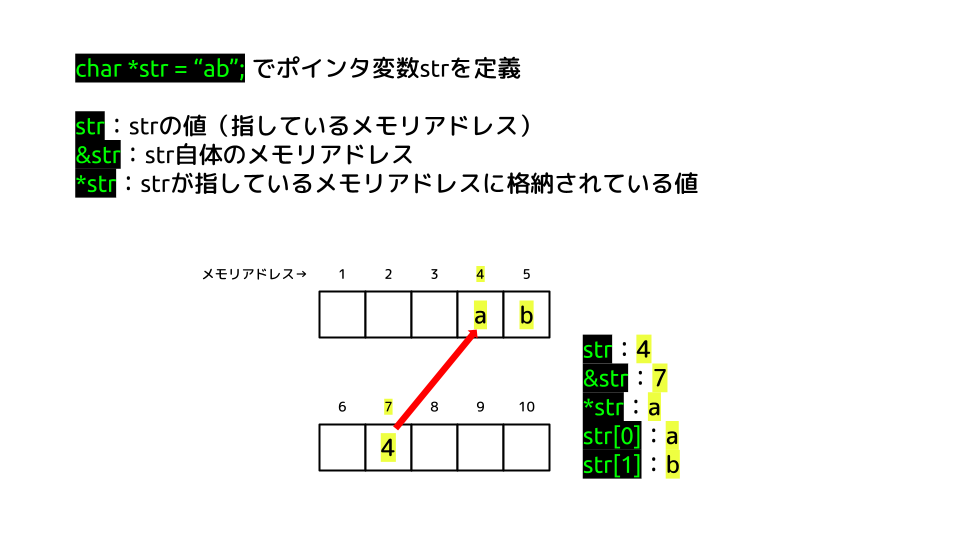 char *str = “ab”; でポインタ変数strを定義
str：strの値（指しているメモリアドレス）
&str：str自体のメモリアドレス
*str：strが指しているメモリアドレスに格納されている値
メモリアドレス→ 1 2 3 4 5
a b
6 7 8 9 10
4
str：4
&str：7
*str：a
str[0]：a
str[1]：b